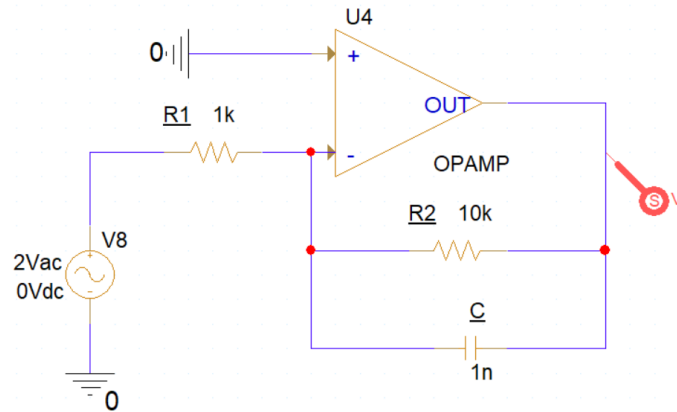 U4
0
+
R1 1k
OUT
-
OPAMP
R2 10k
V8
2Vac
+
0Vdc
-
S V
C
1n
0